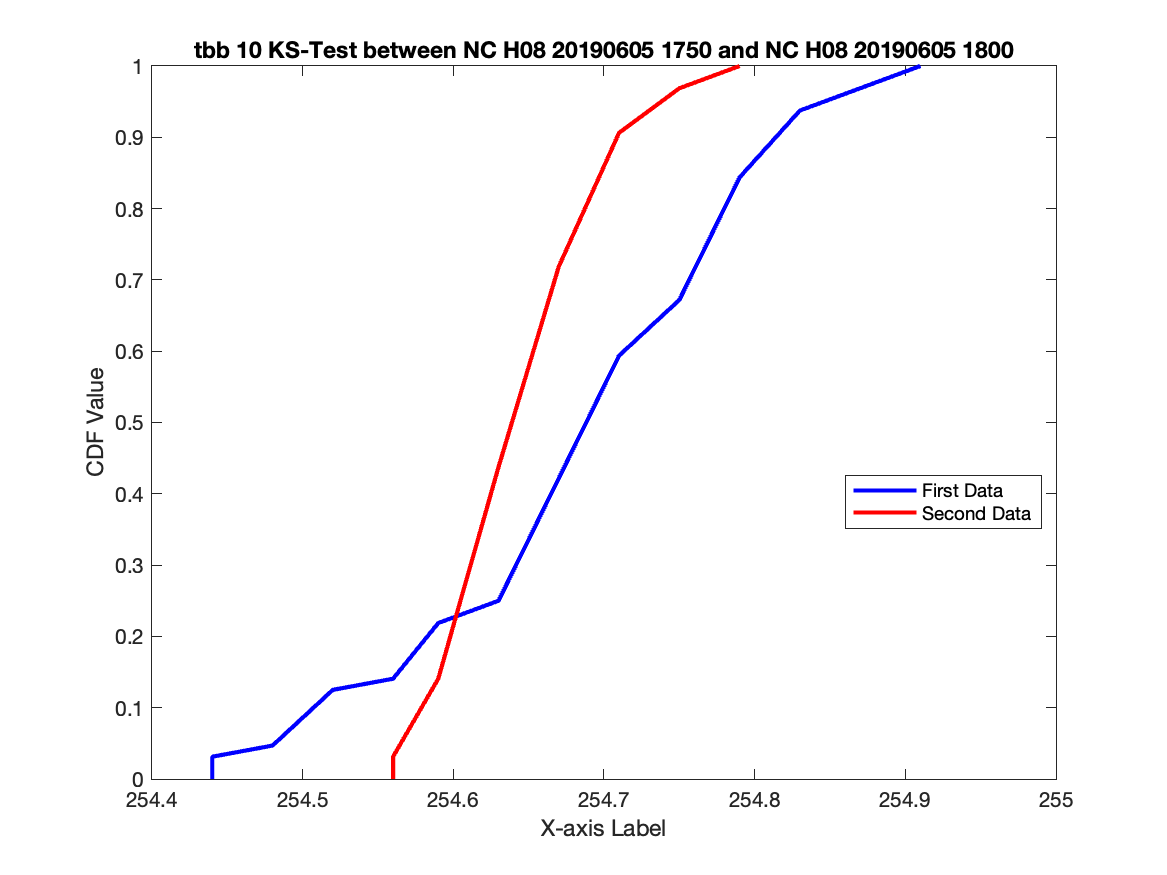 tbb 10 KS-Test between NC H08 20190605 1750 and NC H08 20190605 1800
1
0.9
0.8
0.7
0.6
0.5
0.4
0.3
0.2
0.1
0
CDF Value
First Data
Second Data
254.4 254.5 254.6 254.7 254.8 254.9 255
X-axis Label